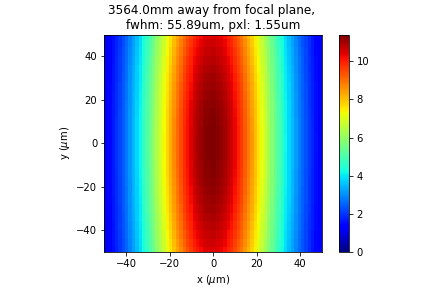 3564.0mm away from focal plane,
fwhm: 55.89um, pxl: 1.55um
40
20
0
−20
−40
y (μm)
−40 −20 0 20 40
x (μm)
10
8
6
4
2
0